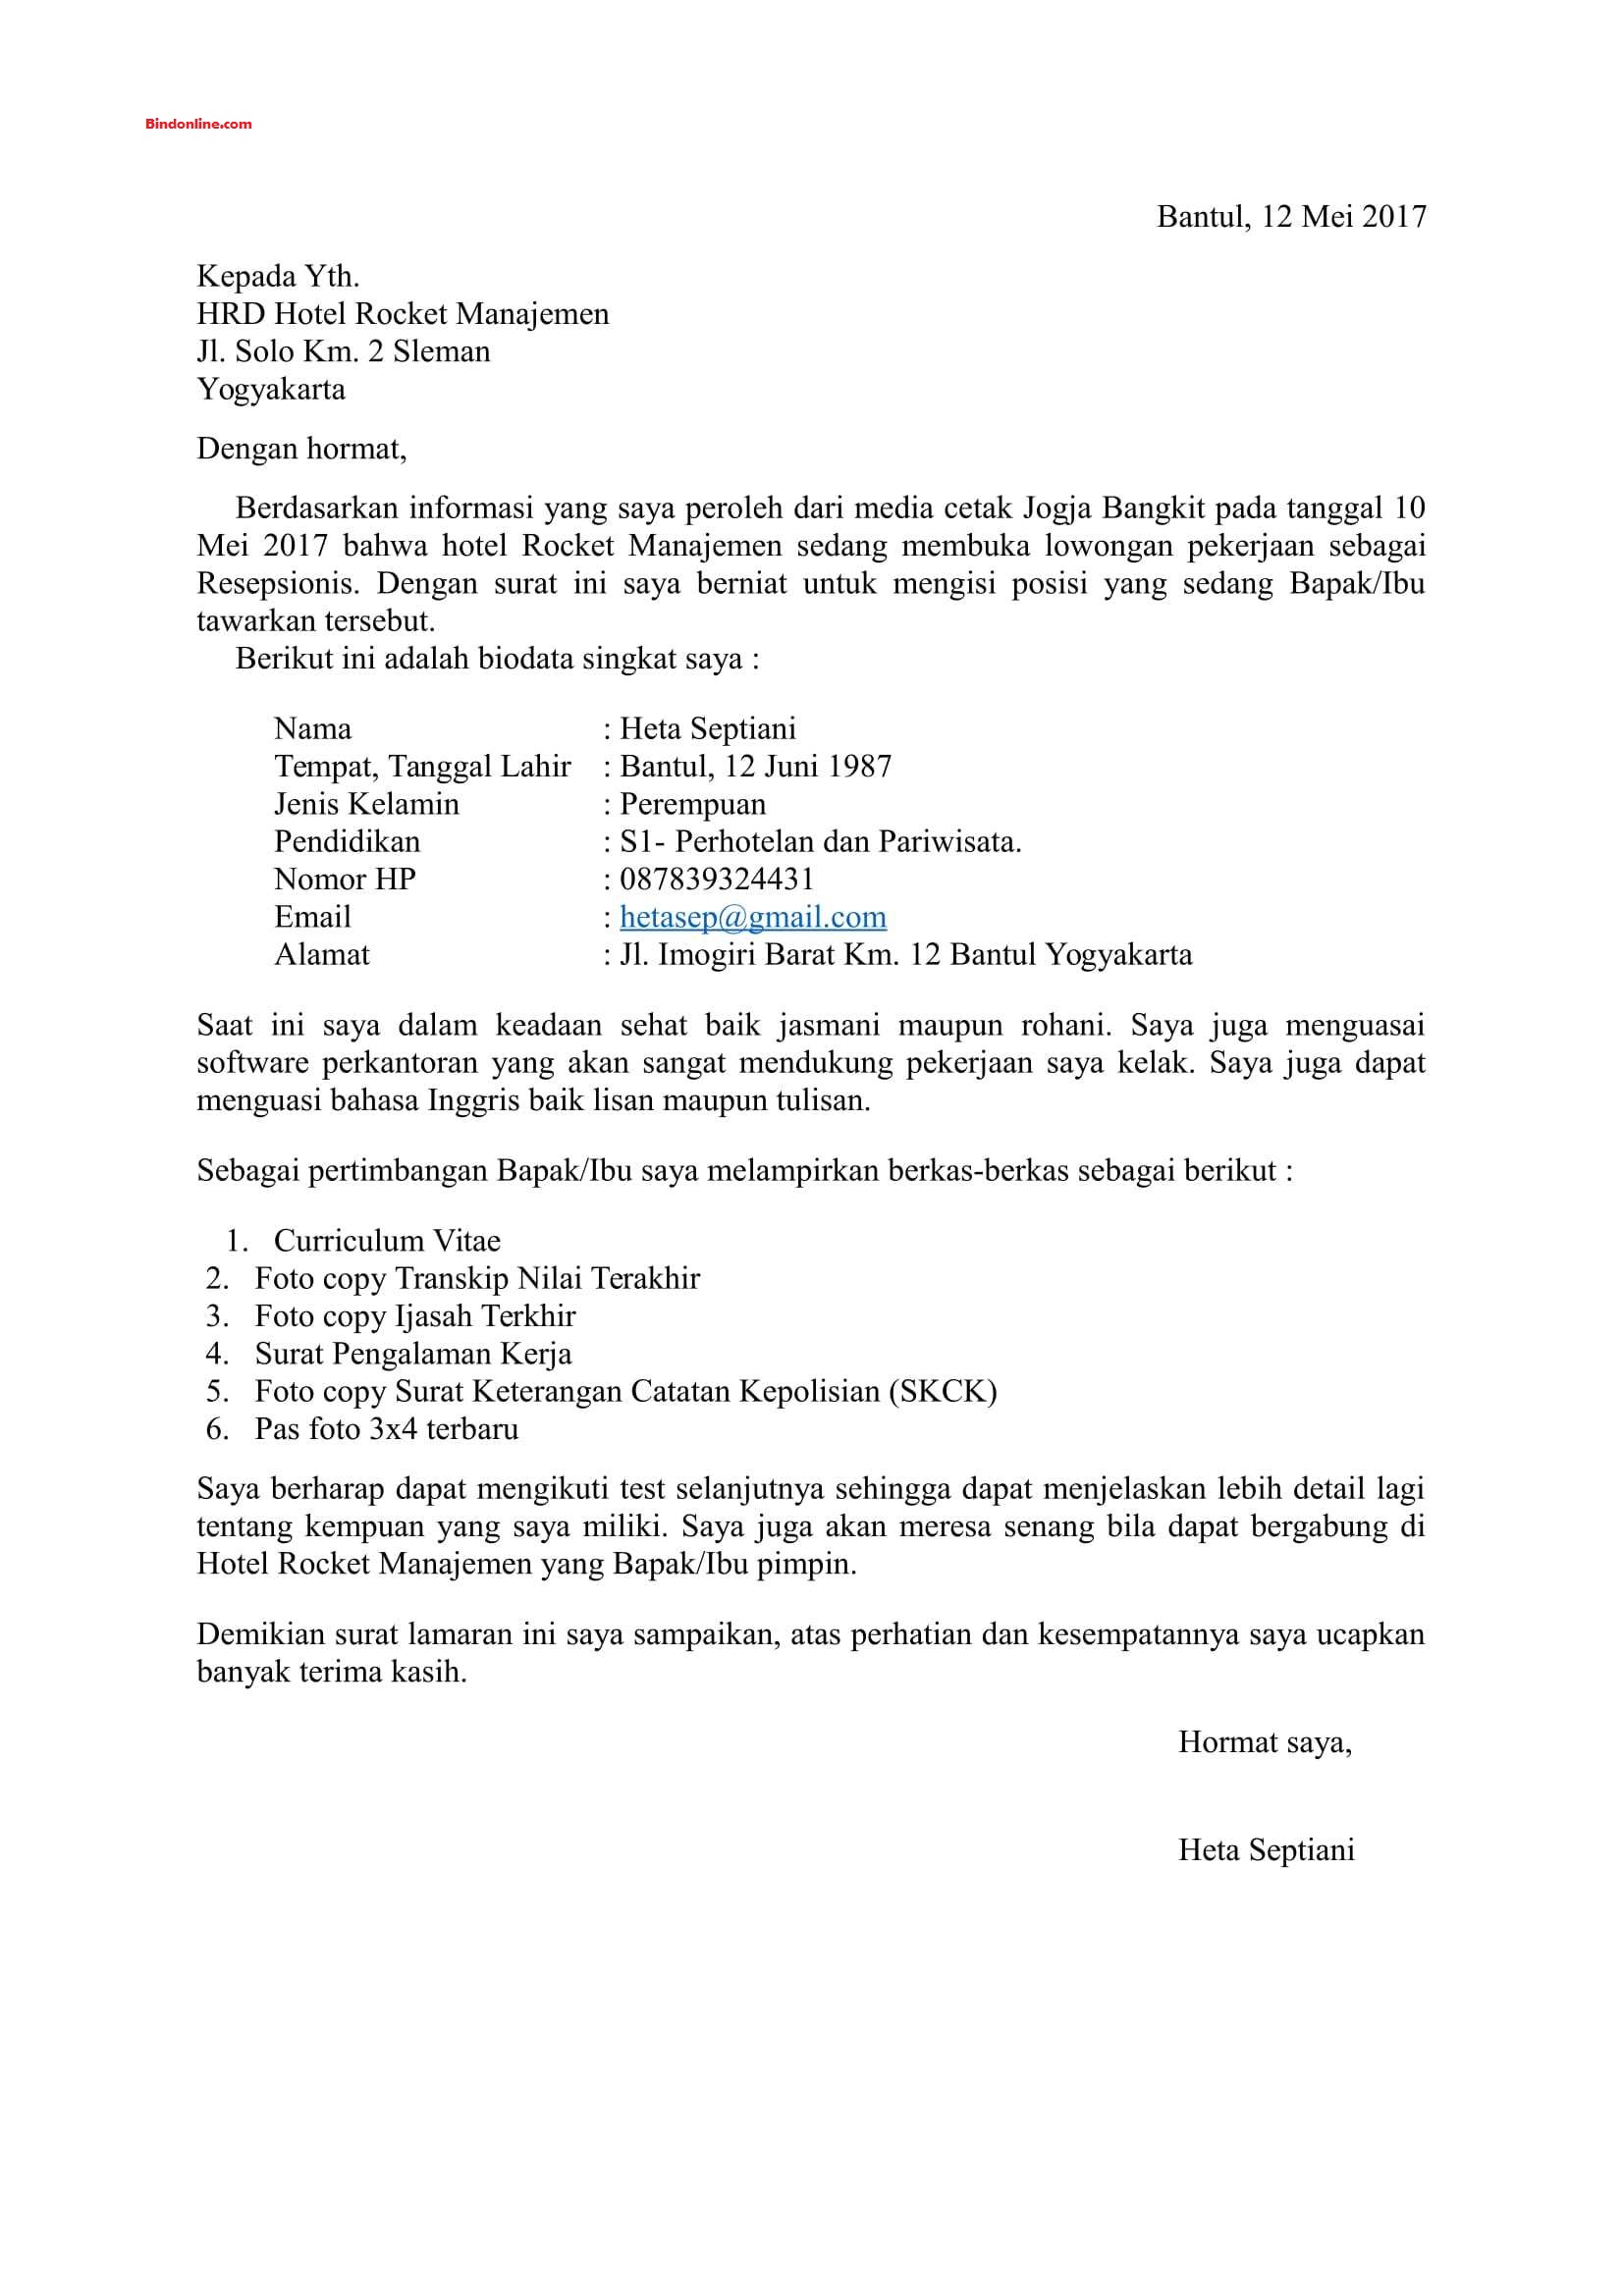 Bindonline.com
Bantul, 12 Mei 2017
Kepada Yth.
HRD Hotel Rocket Manajemen
Jl. Solo Km. 2 Sleman
Yogyakarta
Dengan hormat,
Berdasarkan informasi yang saya peroleh dari media cetak Jogja Bangkit pada tanggal 10
Mei 2017 bahwa hotel Rocket Manajemen sedang membuka lowongan pekerjaan sebagai
Resepsionis. Dengan surat ini saya berniat untuk mengisi posisi yang sedang Bapak/Ibu
tawarkan tersebut.
Berikut ini adalah biodata singkat saya :
Nama : Heta Septiani
Tempat, Tanggal Lahir : Bantul, 12 Juni 1987
Jenis Kelamin : Perempuan
Pendidikan : S1- Perhotelan dan Pariwisata.
Nomor HP : 087839324431
Email : hetasep@gmail.com
Alamat : Jl. Imogiri Barat Km. 12 Bantul Yogyakarta
Saat ini saya dalam keadaan sehat baik jasmani maupun rohani. Saya juga menguasai
software perkantoran yang akan sangat mendukung pekerjaan saya kelak. Saya juga dapat
menguasi bahasa Inggris baik lisan maupun tulisan.
Sebagai pertimbangan Bapak/Ibu saya melampirkan berkas-berkas sebagai berikut :
1. Curriculum Vitae
2. Foto copy Transkip Nilai Terakhir
3. Foto copy Ijasah Terkhir
4. Surat Pengalaman Kerja
5. Foto copy Surat Keterangan Catatan Kepolisian (SKCK)
6. Pas foto 3x4 terbaru
Saya berharap dapat mengikuti test selanjutnya sehingga dapat menjelaskan lebih detail lagi
tentang kempuan yang saya miliki. Saya juga akan meresa senang bila dapat bergabung di
Hotel Rocket Manajemen yang Bapak/Ibu pimpin.
Demikian surat lamaran ini saya sampaikan, atas perhatian dan kesempatannya saya ucapkan
banyak terima kasih.
Hormat saya,
Heta Septiani